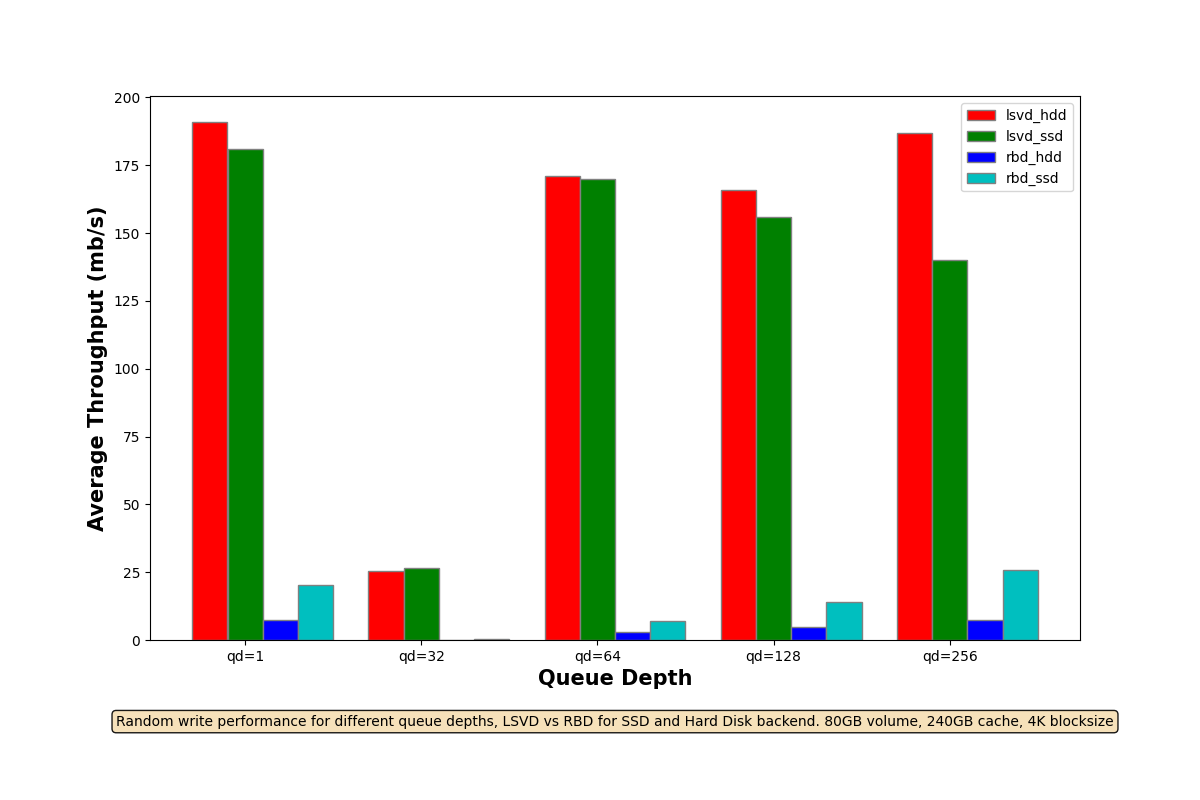 200
175
150
125
100
75
50
25
0
Average Throughput (mb/s)
lsvd_hdd
lsvd_ssd
rbd_hdd
rbd_ssd
qd=1 qd=32 qd=64 qd=128 qd=256
Queue Depth
Random write performance for different queue depths, LSVD vs RBD for SSD and Hard Disk backend. 80GB volume, 240GB cache, 4K blocksize